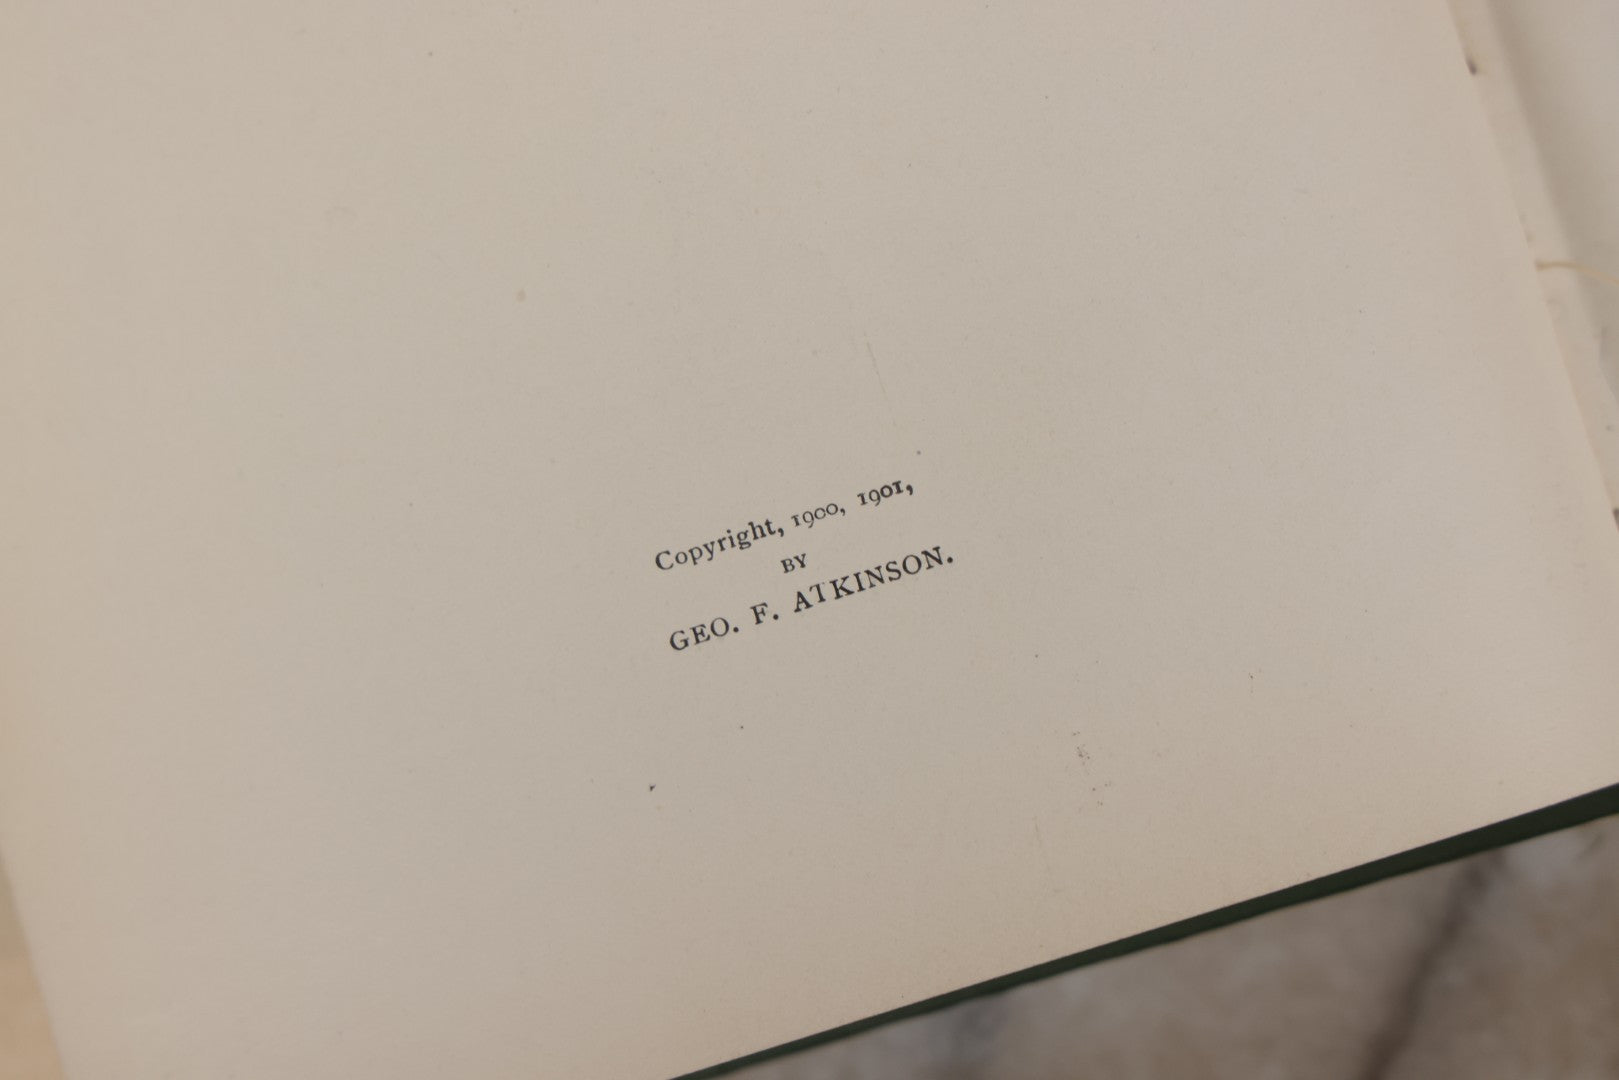 Copyright, 1900, 1901,
BY
GEO. F. ATKINSON.